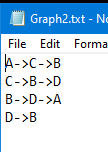 Graph2.txt - No
File Edit Forma
A->C->B
C->B->D
B->D->A
D->B